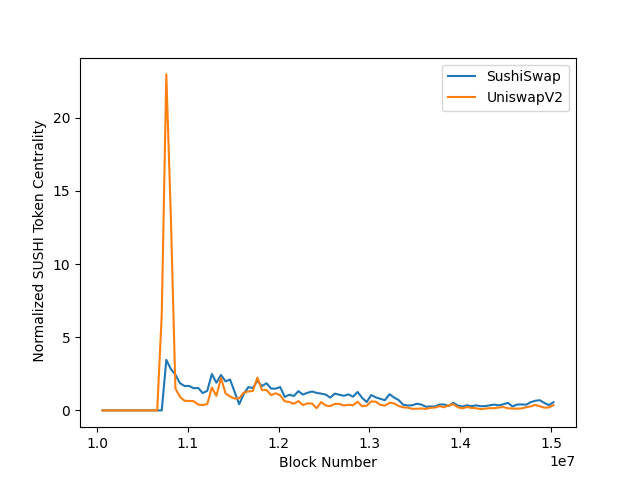 SushiSwap
UniswapV2
Normalized SUSHI Token Centrality
20
15
10
5
0
1.0 1.1 1.2 1.3 1.4 1.5
1e7
Block Number